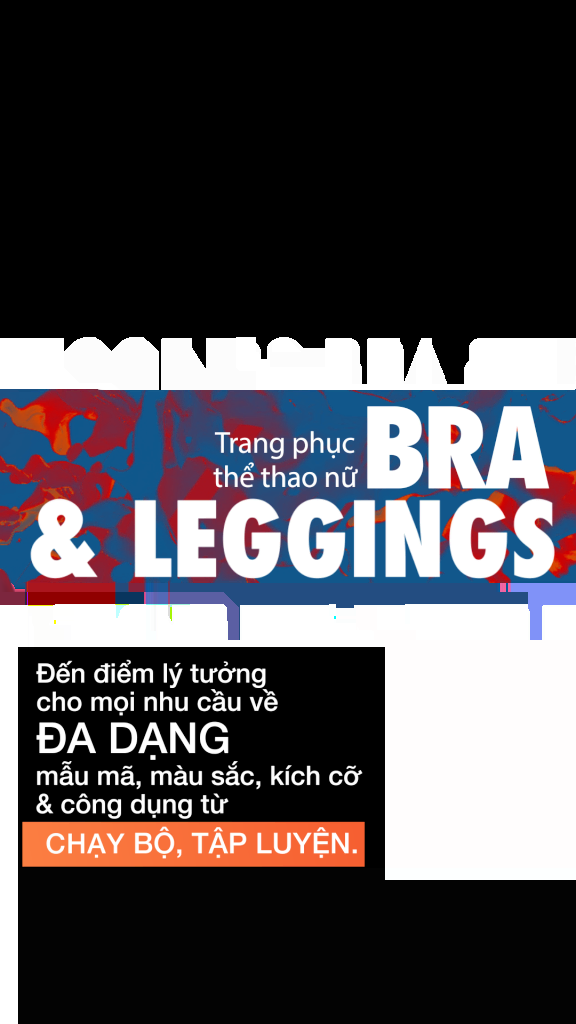 Trang phục
thể thao nữ
BRA
& LEGGINGS
Đến điểm lý tưởng
cho mọi nhu cầu về
ĐA DẠNG
mẫu mã, màu sắc, kích cỡ
& công dụng từ
CHẠY BỘ, TẬP LUYỆN.